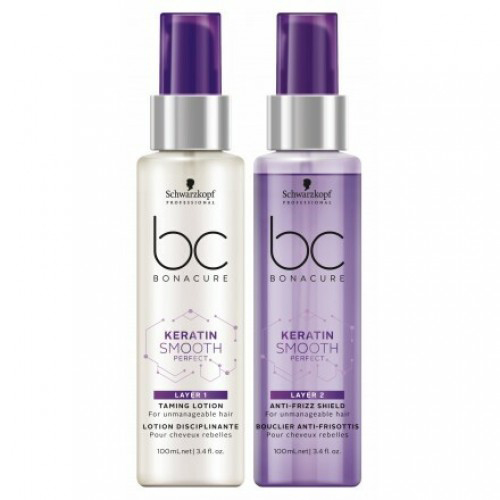 Schwarzkopf
PROFESSIONAL
bc
BONACURE
KERATIN
SMOOTH
PERFECT
LAYER 1
TAMING LOTION
For unmanageable hair
LOTION DISCIPLINANTE
Pour cheveux rebelles
100mL.net | 3.4 fl. oz
Schwarzkopf
PROFESSIONAL
bc
BONACURE
KERATIN
SMOOTH
PERFECT
LAYER 2
ANTI-FRIZZ SHIELD
For unmanageable hair
BOUCLIER ANTI-FRISOTTIS
Pour cheveux rebelles
100mL.net | 3.4 fl. oz